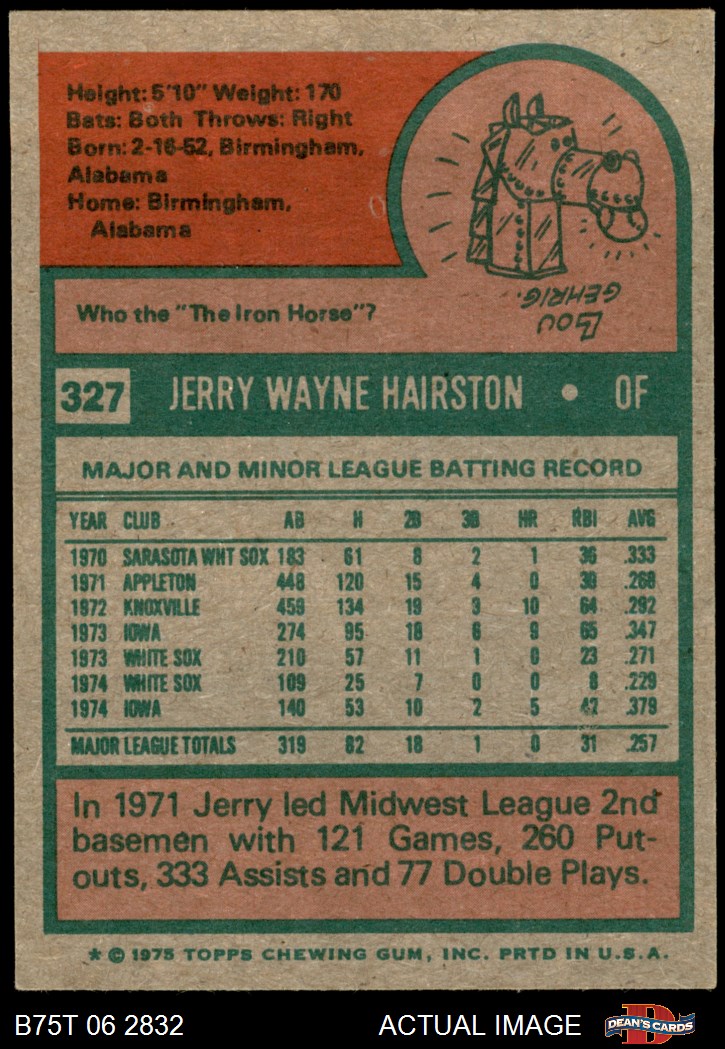 Height: 5'10" Weight: 170
Bats: Both Throws: Right
Born: 2-16-52, Birmingham,
Alabama
Home: Birmingham,
Alabama
Who the "The Iron Horse"?
LOU
GEHRIG.
327 JERRY WAYNE HAIRSTON • OF
MAJOR AND MINOR LEAGUE BATTING RECORD
YEAR CLUB AB H 2B 3B HR RBI AVG
1970 SARASOTA WHT SOX 183 61 8 2 1 36 .333
1971 APPLETON 448 120 15 4 0 30 .268
1972 KNOXVILLE 459 134 19 3 10 64 .292
1973 IOWA 274 95 18 6 9 65 .347
1973 WHITE SOX 210 57 11 1 0 23 .271
1974 WHITE SOX 109 25 7 0 0 8 .229
1974 IOWA 140 53 10 2 5 42 .379
MAJOR LEAGUE TOTALS 319 82 18 1 0 31 .257
In 1971 Jerry led Midwest League 2nd
basemen with 121 Games, 260 Put-
outs, 333 Assists and 77 Double Plays.
* © 1975 TOPPS CHEWING GUM, INC. PRTD IN U.S.A.
B75T 06 2832 ACTUAL IMAGE
D
DEAN'S CARDS